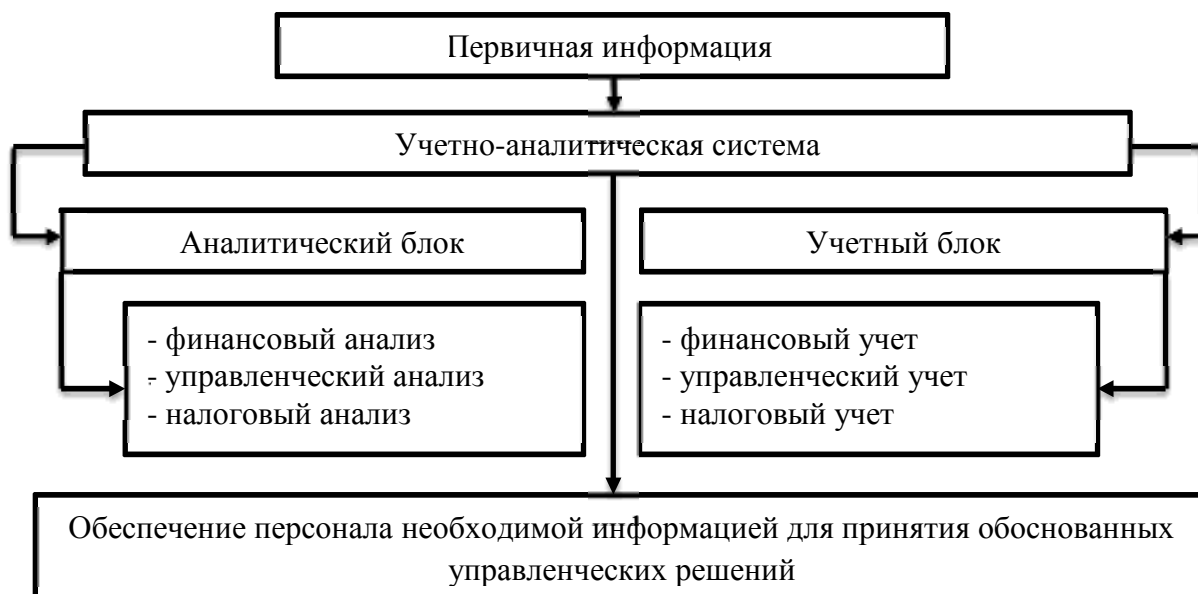 Первичная информация
Учетно-аналитическая система
Аналитический блок
Учетный блок
- финансовый анализ
- управленческий анализ
- налоговый анализ
- финансовый учет
- управленческий учет
- налоговый учет
Обеспечение персонала необходимой информацией для принятия обоснованных
управленческих решений